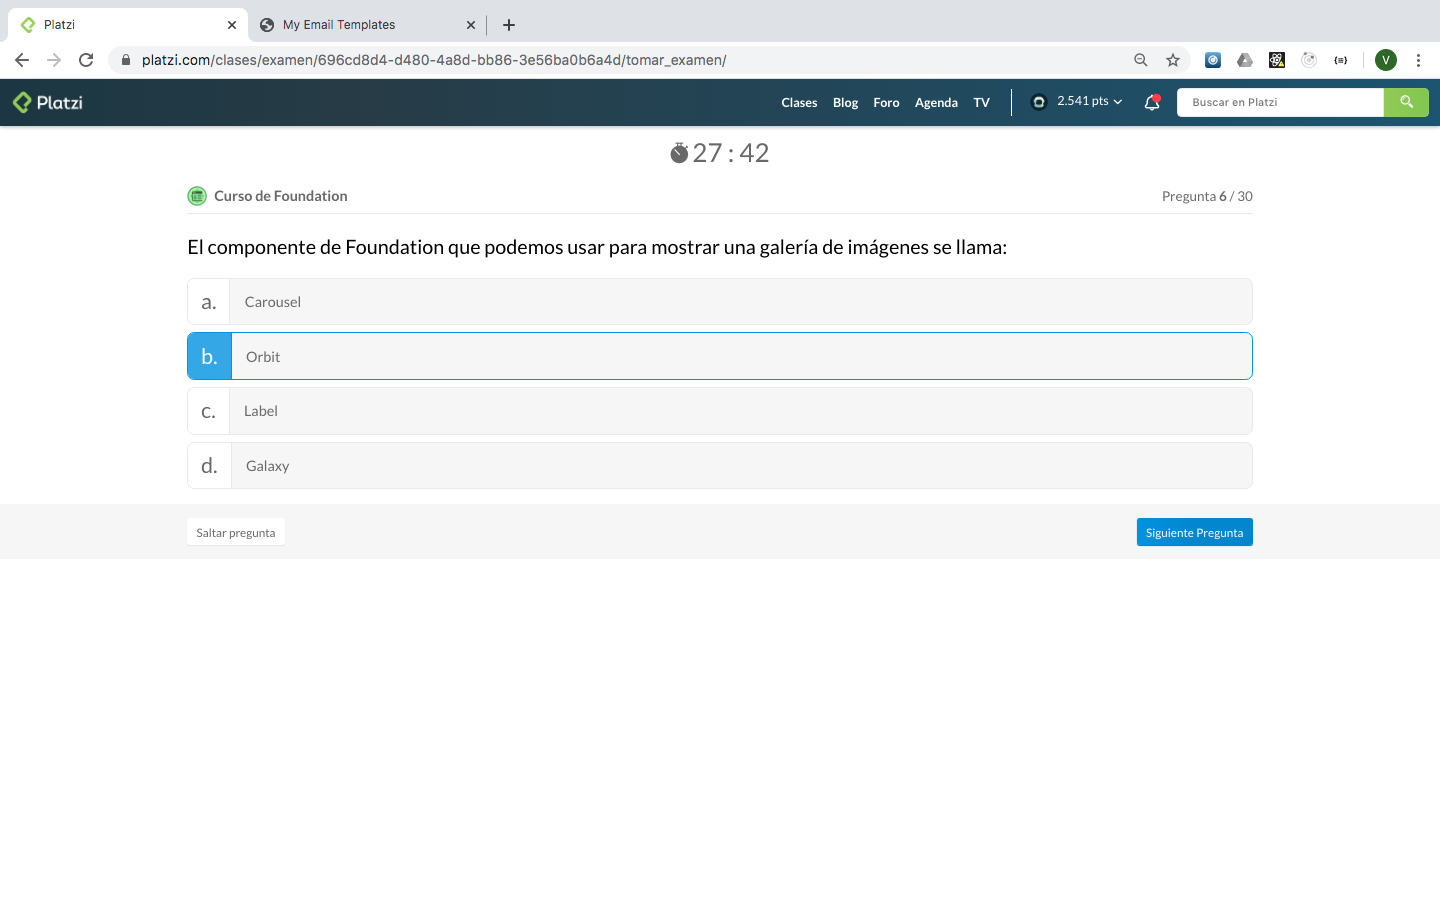 Platzi
My Email Templates
platzi.com/clases/examen/696cd8d4-d480-4a8d-bb86-3e56ba0b6a4d/tomar_examen/
V
Platzi
Clases
Blog
Foro
Agenda
TV
2.541 pts
Buscar en Platzi
27 : 42
Curso de Foundation
Pregunta 6 / 30
El componente de Foundation que podemos usar para mostrar una galería de imágenes se llama:
a. Carousel
b. Orbit
c. Label
d. Galaxy
Saltar pregunta
Siguiente Pregunta